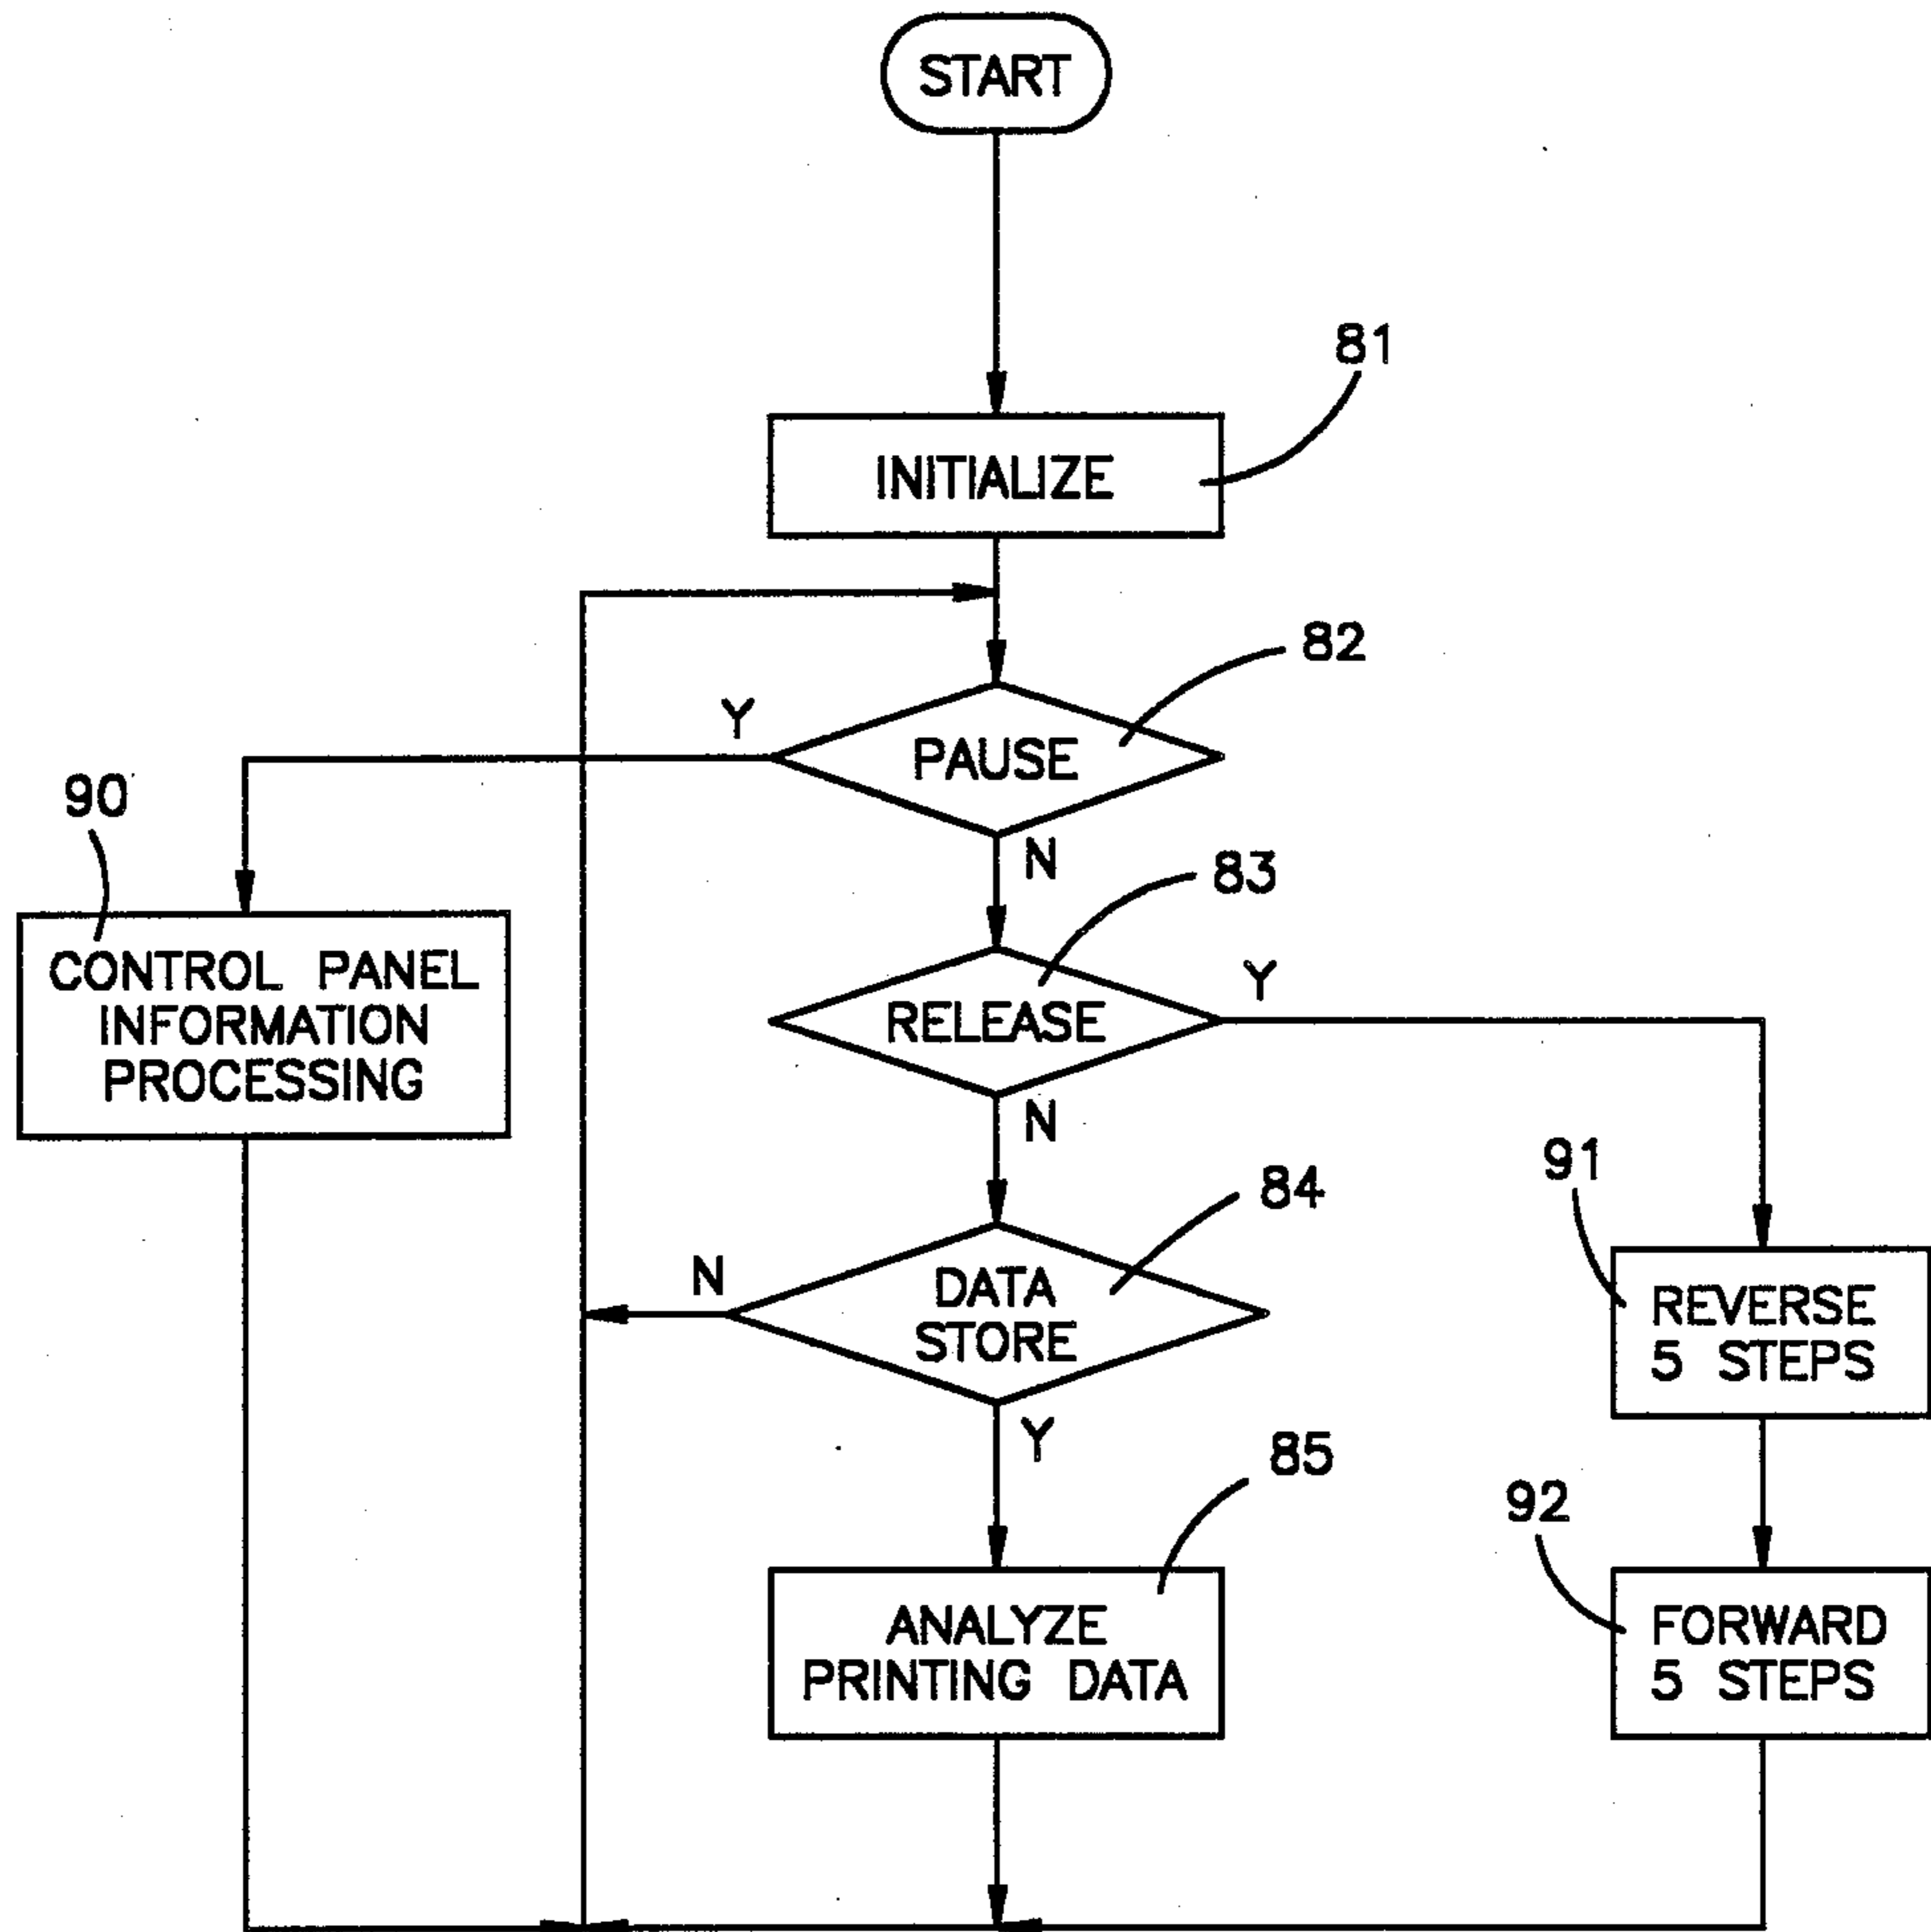 START
81
INITIALIZE
82
Y
PAUSE
90
N
83
CONTROL PANEL
INFORMATION
PROCESSING
Y
RELEASE
N
91
84
N
DATA
STORE
REVERSE
5 STEPS
Y
85
92
ANALYZE
PRINTING DATA
FORWARD
5 STEPS